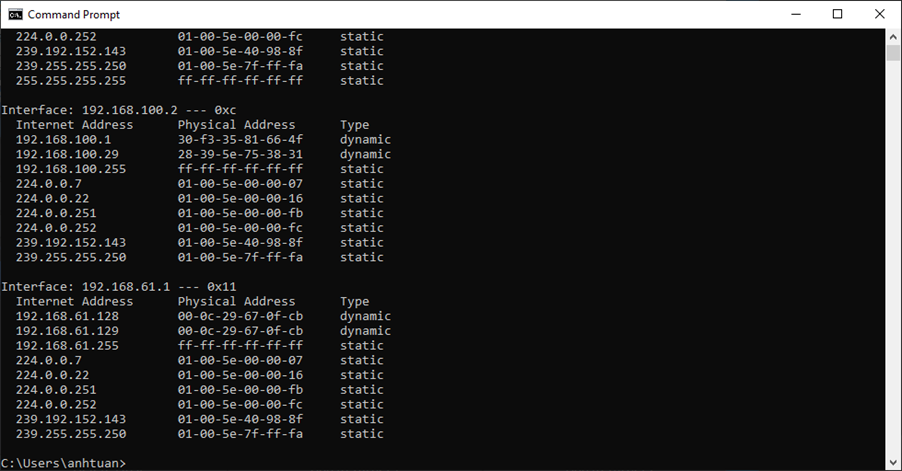 Command Prompt
224.0.0.252 01-00-5e-00-00-fc static
239.192.152.143 01-00-5e-40-98-8f static
239.255.255.250 01-00-5e-7f-ff-fa static
255.255.255.255 ff-ff-ff-ff-ff-ff static
Interface: 192.168.100.2 --- 0xc
Internet Address Physical Address Type
192.168.100.1 30-f3-35-81-66-4f dynamic
192.168.100.29 28-39-5e-75-38-31 dynamic
192.168.100.255 ff-ff-ff-ff-ff-ff static
224.0.0.7 01-00-5e-00-00-07 static
224.0.0.22 01-00-5e-00-00-16 static
224.0.0.251 01-00-5e-00-00-fb static
224.0.0.252 01-00-5e-00-00-fc static
239.192.152.143 01-00-5e-40-98-8f static
239.255.255.250 01-00-5e-7f-ff-fa static
Interface: 192.168.61.1 --- 0x11
Internet Address Physical Address Type
192.168.61.128 00-0c-29-67-0f-cb dynamic
192.168.61.129 00-0c-29-67-0f-cb dynamic
192.168.61.255 ff-ff-ff-ff-ff-ff static
224.0.0.7 01-00-5e-00-00-07 static
224.0.0.22 01-00-5e-00-00-16 static
224.0.0.251 01-00-5e-00-00-fb static
224.0.0.252 01-00-5e-00-00-fc static
239.192.152.143 01-00-5e-40-98-8f static
239.255.255.250 01-00-5e-7f-ff-fa static
C:\Users\anhtuan>